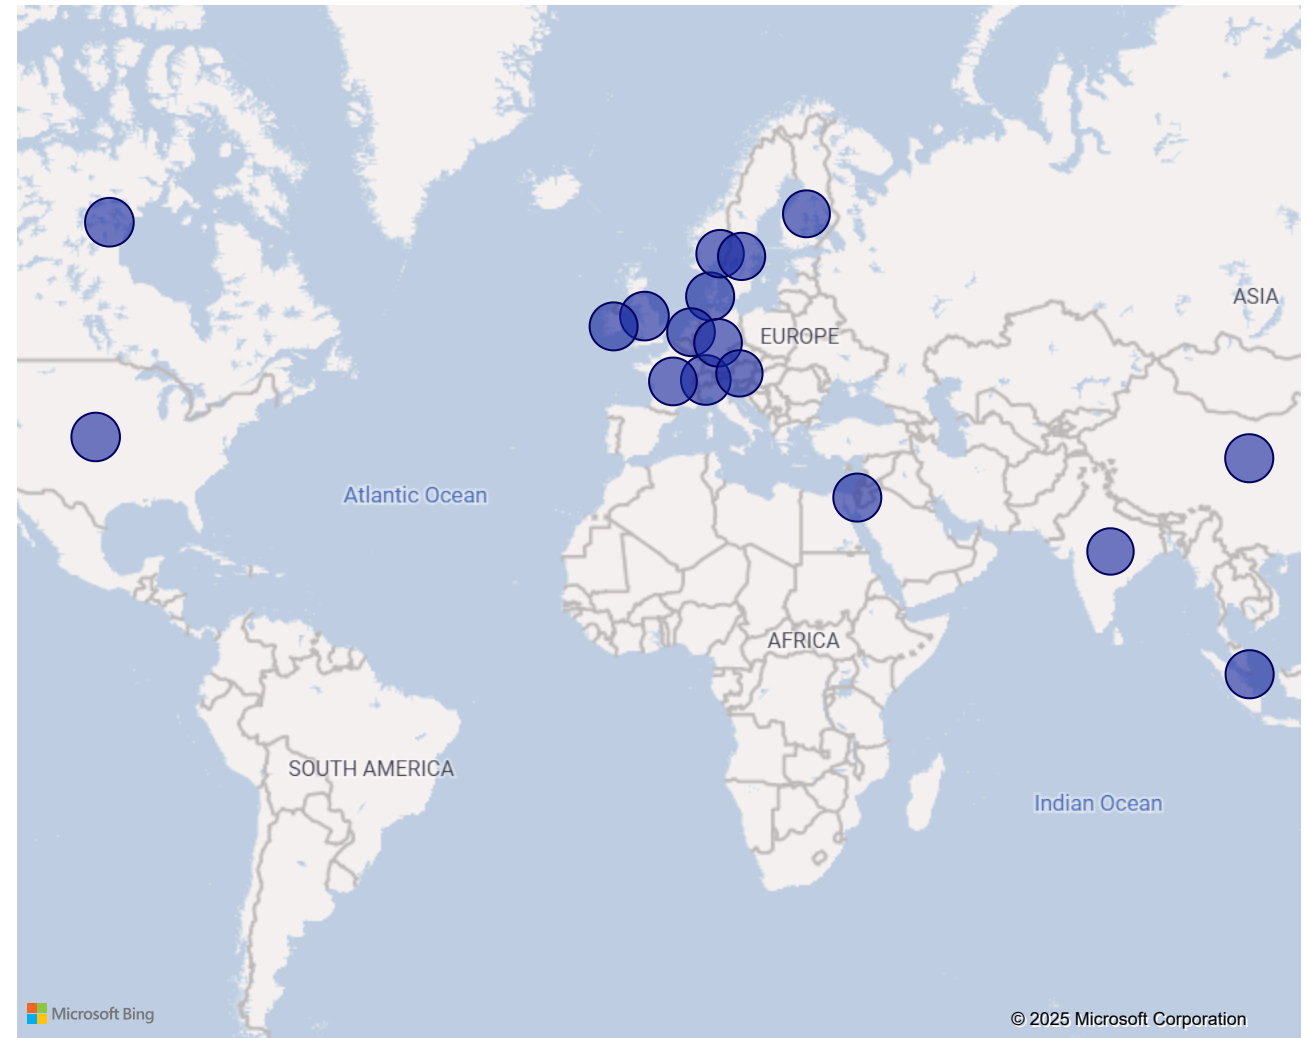 ASIA
EUROPE
Atlantic Ocean
AFRICA
SOUTH AMERICA
Indian Ocean
Microsoft Bing
© 2025 Microsoft Corporation